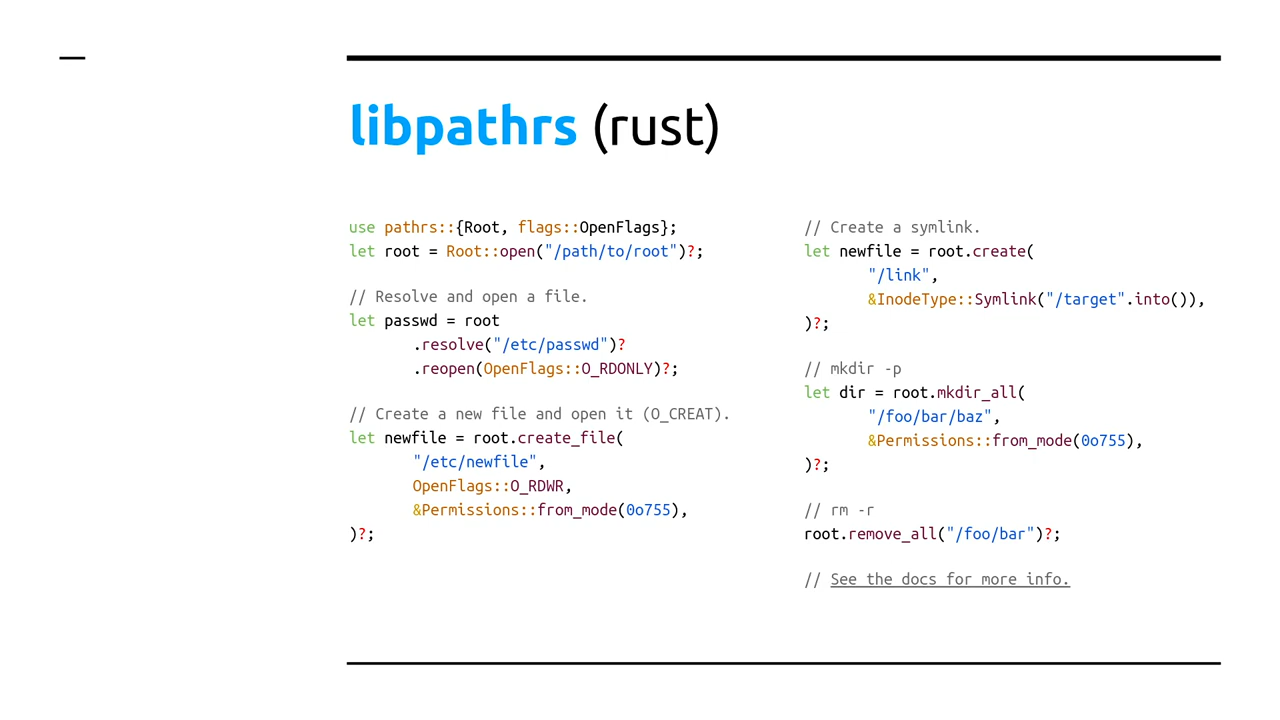 libpathrs (rust)
use pathrs::{Root, flags::OpenFlags};
let root = Root::open("/path/to/root")?;
// Resolve and open a file.
let passwd = root
.resolve("/etc/passwd")?
.reopen(OpenFlags::O_RDONLY)?;
// Create a new file and open it (O_CREAT).
let newfile = root.create_file(
"/etc/newfile",
OpenFlags::O_RDWR,
&Permissions::from_mode(0o755),
)?;
// Create a symlink.
let newfile = root.create(
"/link",
&InodeType::Symlink("/target".into()),
)?;
// mkdir -p
let dir = root.mkdir_all(
"/foo/bar/baz",
&Permissions::from_mode(0o755),
)?;
// rm -r
root.remove_all("/foo/bar")?;
// See the docs for more info.